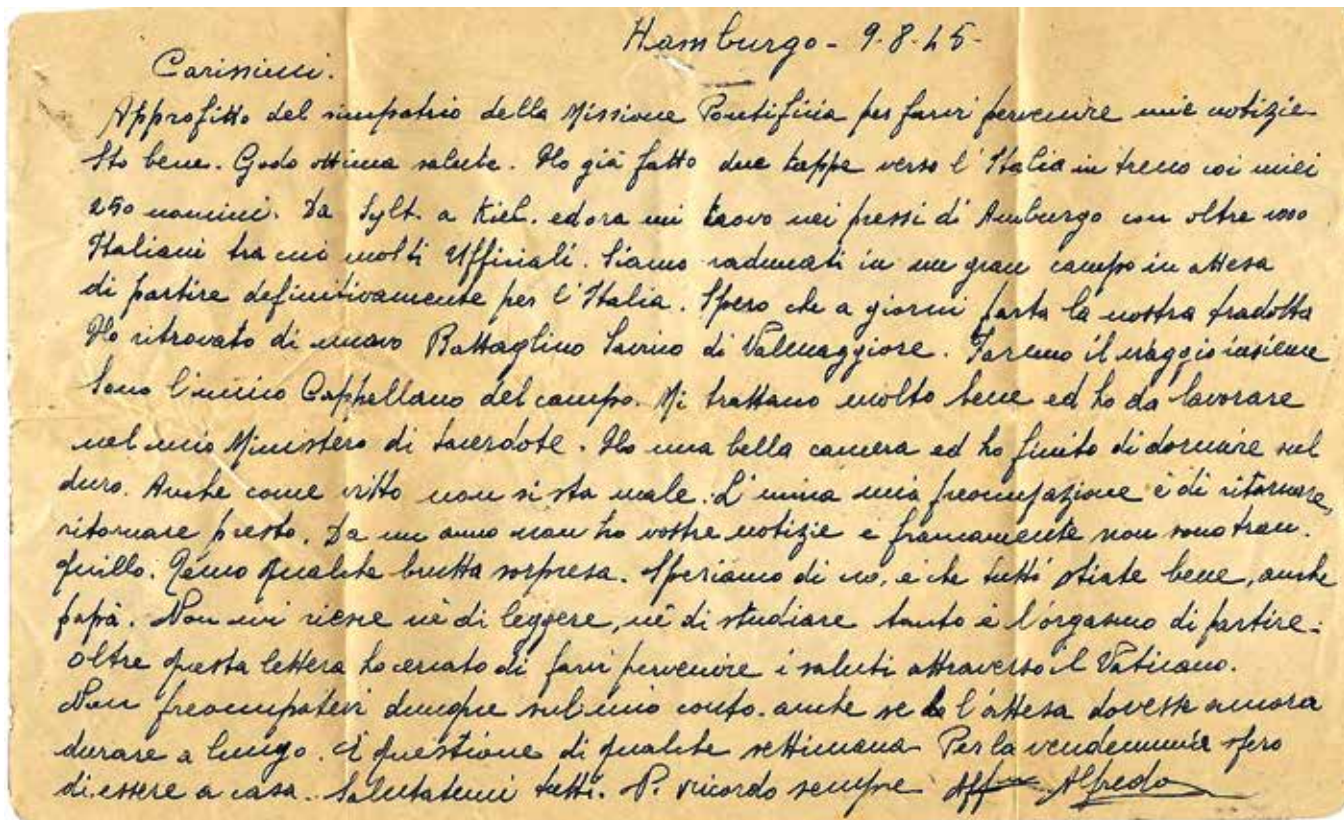 Hamburgo - 9.8.45-
Carissimi.
Approfitto del rimpatrio della Missione Pontificia per farvi pervenire mie notizie
Sto bene. Godo ottima salute. Ho già fatto due tappe verso l'Italia in treno coi miei
250 uomini. Da Sylt. a Kiel. ed ora mi trovo nei pressi di Amburgo con oltre 1000
Italiani tra cui molti Ufficiali. Siamo radunati in un gran campo in attesa
di partire definitivamente per l'Italia. Spero che a giorni parta la nostra tradotta
Ho ritrovato di nuovo Battaglino Savino di Valmaggiore. Faremo il viaggio insieme
Sono l'unico Cappellano del campo. Mi trattano molto bene ed ho da lavorare
nel mio Ministero di Sacerdote. Ho una bella camera ed ho finito di dormire sul
duro. Anche come vitto non si sta male. L'unica mia preoccupazione è di ritornare,
ritornare presto. Da un anno non ho vostre notizie e francamente non sono tran.
quillo. Temo qualche brutta sorpresa. Speriamo di no, e che tutti stiate bene, anche
papà. Non mi riesce nè di leggere, nè di studiare tanto è l'orgasmo di partire.
Oltre questa lettera ho cercato di farvi pervenire i saluti attraverso il Vaticano.
Non preoccupatevi dunque sul mio conto. anche se l'attesa dovesse ancora
durare a lungo. È questione di qualche settimana Per la vendemmia spero
di essere a casa. Salutatemi tutti. Vi ricordo sempre Aff Alfredo